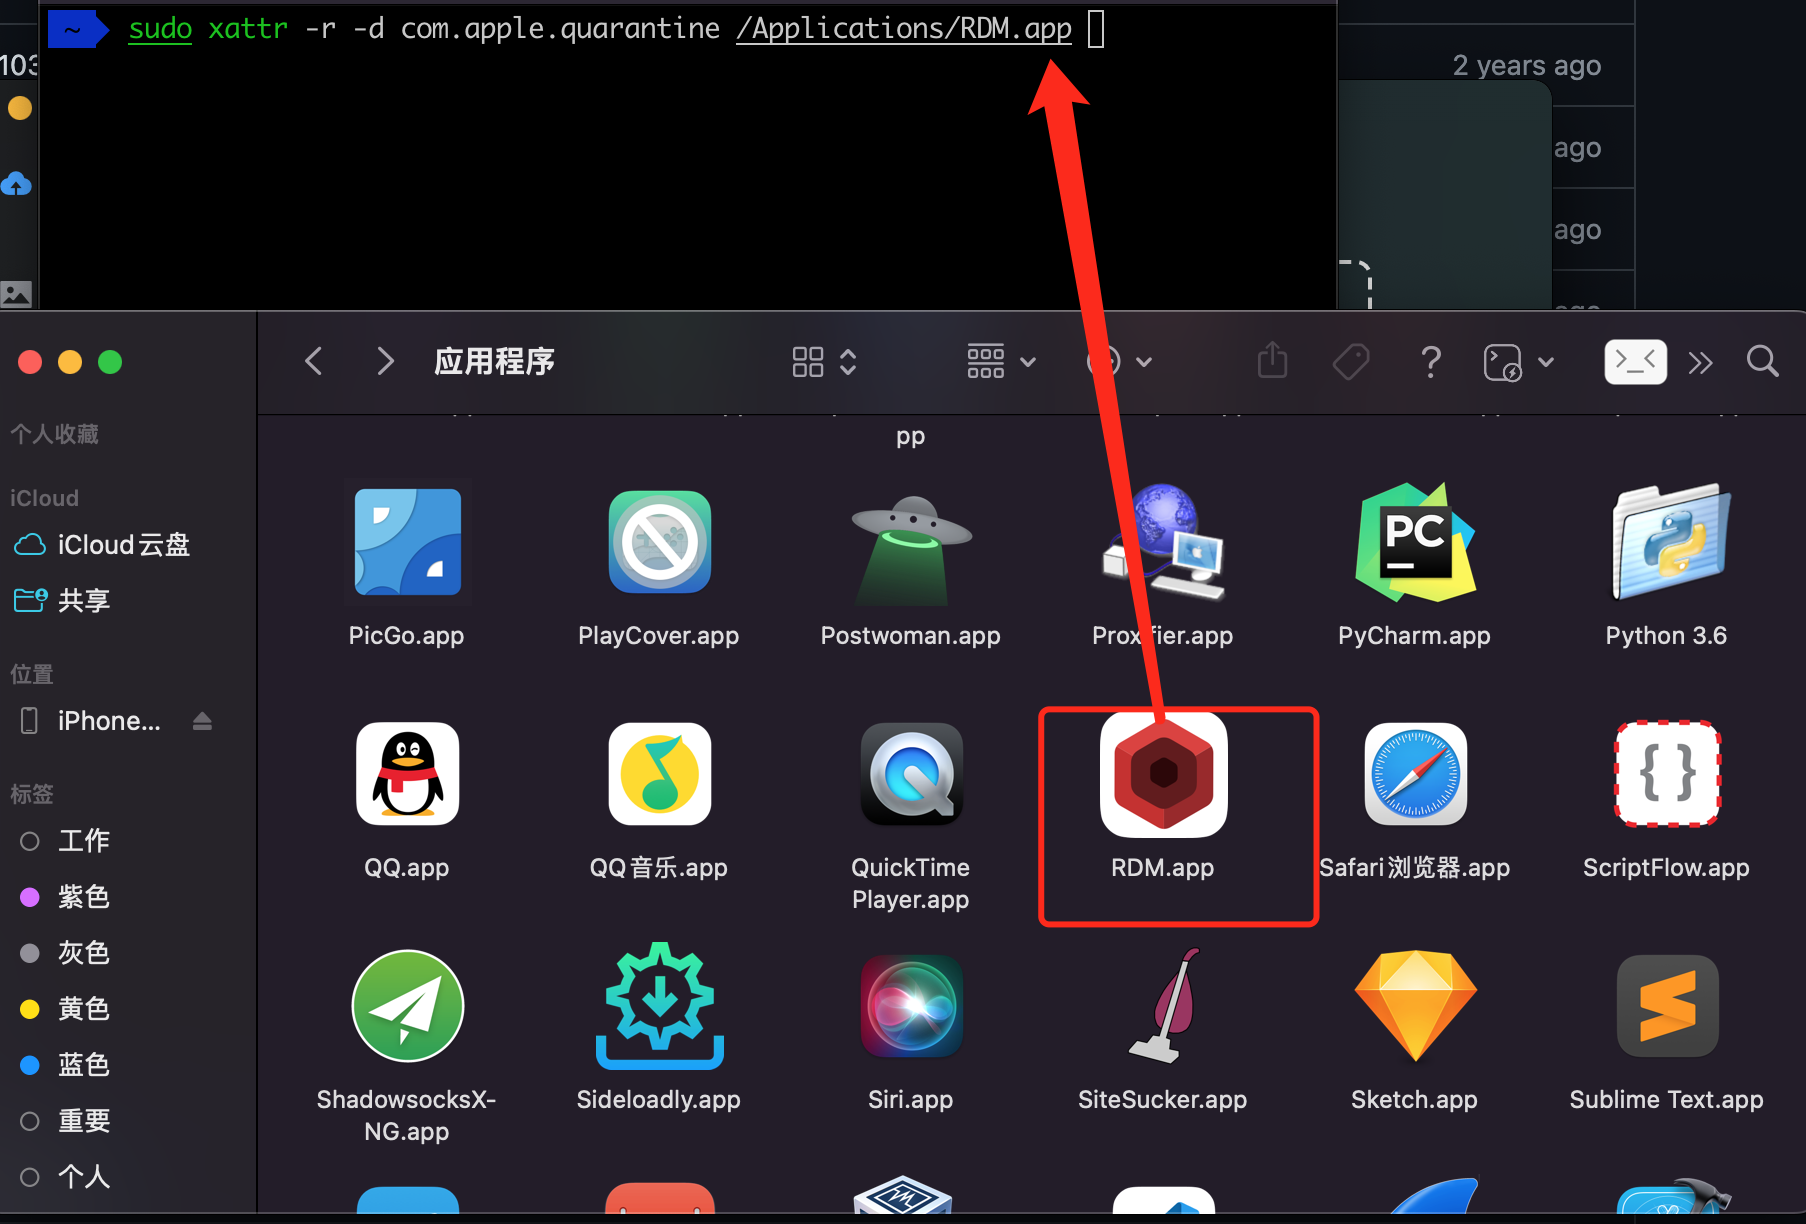 ~ sudo xattr -r -d com.apple.quarantine /Applications/RDM.app
103
2 years ago
ago
ago
应用程序
个人收藏
iCloud
iCloud云盘
共享
位置
iPhone...
标签
工作
紫色
灰色
黄色
蓝色
重要
个人
pp
PicGo.app
PlayCover.app
Postwoman.app
Proxifier.app
PC
PyCharm.app
Python 3.6
QQ.app
QQ音乐.app
QuickTime
Player.app
RDM.app
Safari浏览器.app
ScriptFlow.app
ShadowsocksX-
NG.app
Sideloadly.app
Siri.app
SiteSucker.app
Sketch.app
Sublime Text.app